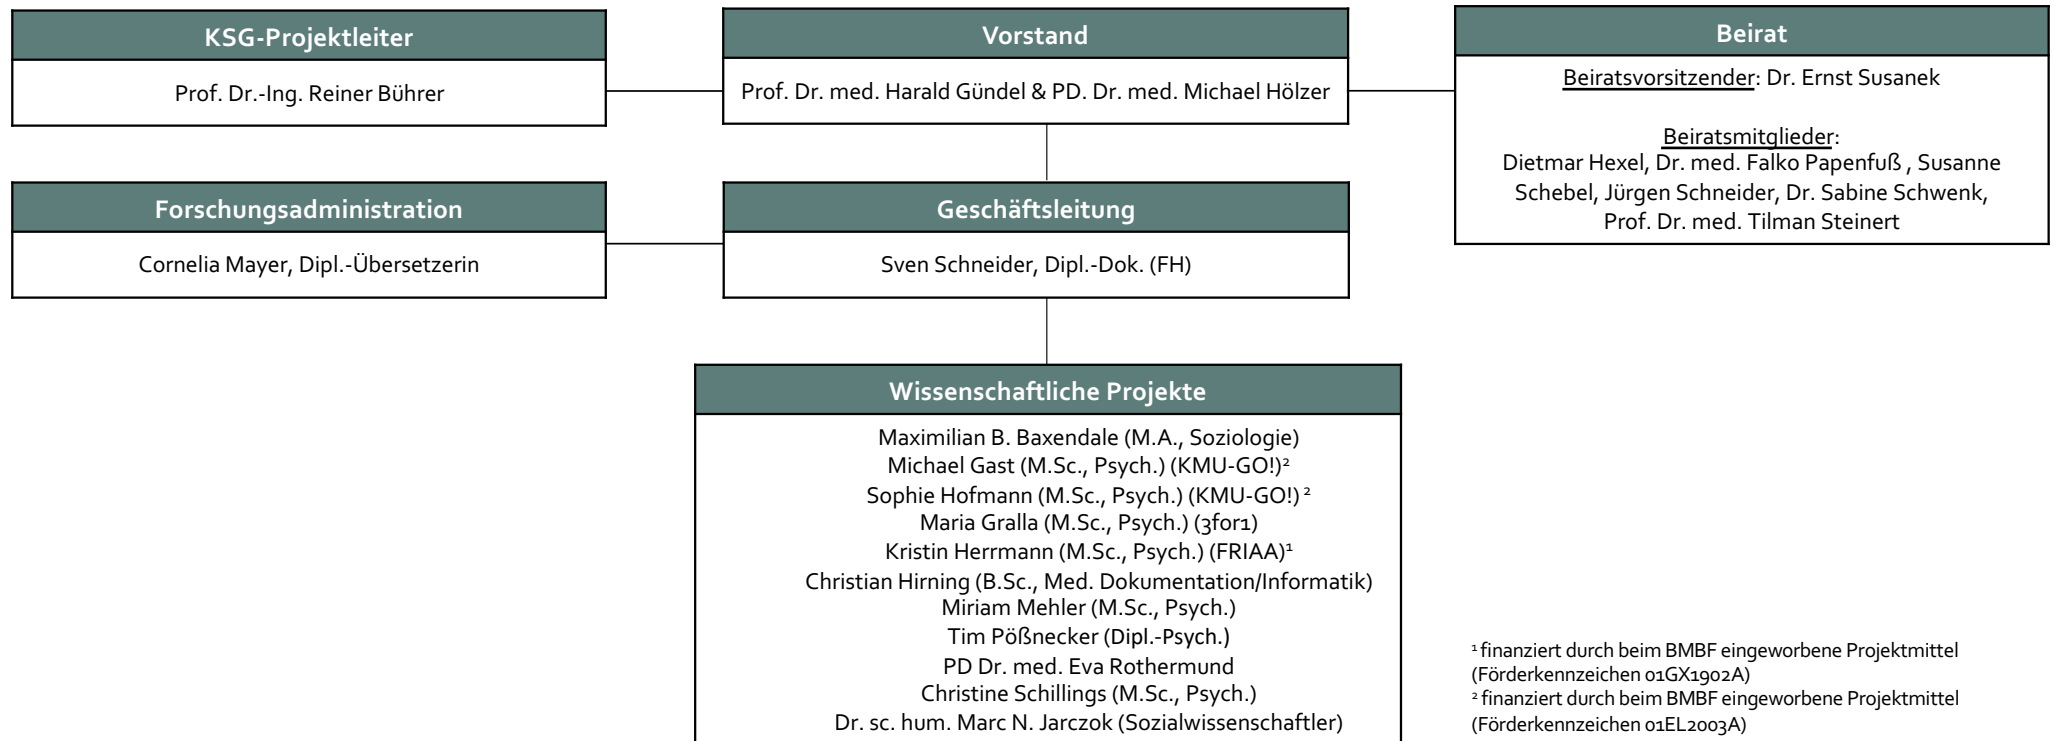 KSG-Projektleiter
Prof. Dr.-Ing. Reiner Bührer
Vorstand
Prof. Dr. med. Harald Gündel & PD. Dr. med. Michael Hölzer
Beirat
Beiratsvorsitzender: Dr. Ernst Susanek
Beiratsmitglieder:
Dietmar Hexel, Dr. med. Falko Papenfuß , Susanne
Schebel, Jürgen Schneider, Dr. Sabine Schwenk,
Prof. Dr. med. Tilman Steinert
Forschungsadministration
Cornelia Mayer, Dipl.-Übersetzerin
Geschäftsleitung
Sven Schneider, Dipl.-Dok. (FH)
Wissenschaftliche Projekte
Maximilian B. Baxendale (M.A., Soziologie)
Michael Gast (M.Sc., Psych.) (KMU-GO!)²
Sophie Hofmann (M.Sc., Psych.) (KMU-GO!) ²
Maria Gralla (M.Sc., Psych.) (3for1)
Kristin Herrmann (M.Sc., Psych.) (FRIAA)¹
Christian Hirning (B.Sc., Med. Dokumentation/Informatik)
Miriam Mehler (M.Sc., Psych.)
Tim Pößnecker (Dipl.-Psych.)
PD Dr. med. Eva Rothermund
Christine Schillings (M.Sc., Psych.)
Dr. sc. hum. Marc N. Jarczok (Sozialwissenschaftler)
¹ finanziert durch beim BMBF eingeworbene Projektmittel
(Förderkennzeichen 01GX1902A)
² finanziert durch beim BMBF eingeworbene Projektmittel
(Förderkennzeichen 01EL2003A)